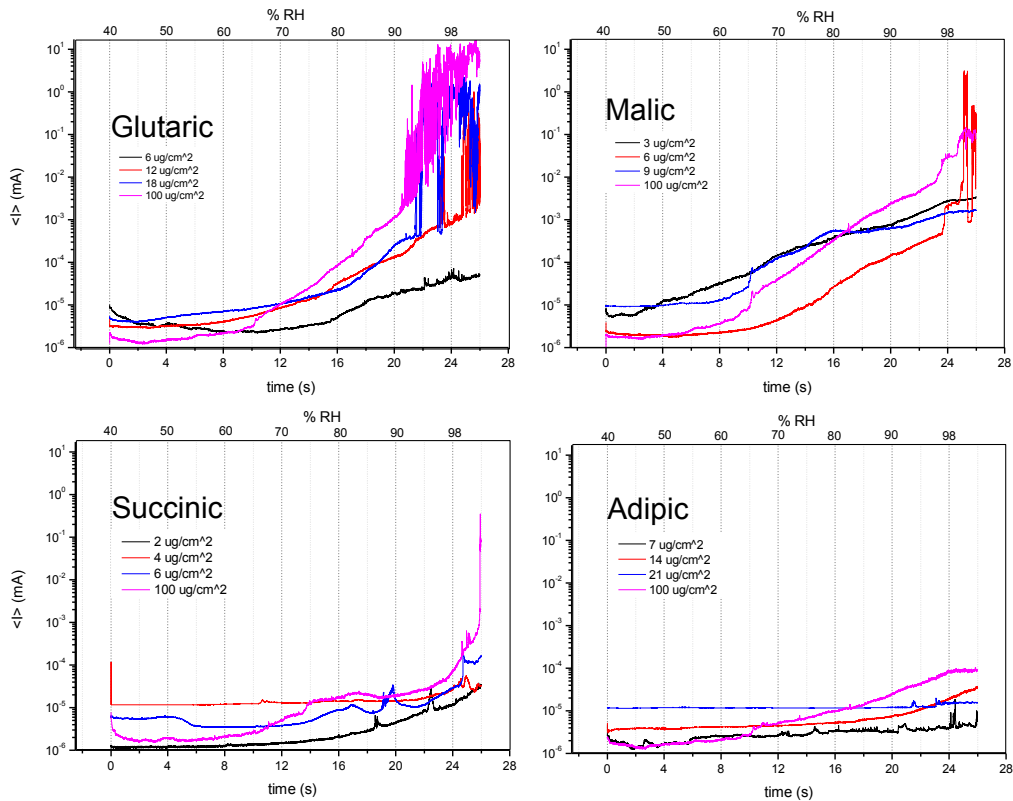 % RH
40 50 60 70 80 90 98
<I> (mA)
10^1
10^0
10^-1
10^-2
10^-3
10^-4
10^-5
10^-6
Glutaric
6 ug/cm^2
12 ug/cm^2
18 ug/cm^2
100 ug/cm^2
0 4 8 12 16 20 24 28
time (s)
% RH
40 50 60 70 80 90 98
10^1
10^0
10^-1
10^-2
10^-3
10^-4
10^-5
10^-6
Malic
3 ug/cm^2
6 ug/cm^2
9 ug/cm^2
100 ug/cm^2
0 4 8 12 16 20 24 28
time (s)
% RH
40 50 60 70 83 90 98
<I> (mA)
10^1
10^0
10^-1
10^-2
10^-3
10^-4
10^-5
10^-6
Succinic
2 ug/cm^2
4 ug/cm^2
6 ug/cm^2
100 ug/cm^2
0 4 8 12 16 20 24 28
time (s)
% RH
40 50 60 70 83 90 98
10^1
10^0
10^-1
10^-2
10^-3
10^-4
10^-5
10^-6
Adipic
7 ug/cm^2
14 ug/cm^2
21 ug/cm^2
100 ug/cm^2
0 4 8 12 16 20 24 28
time (s)